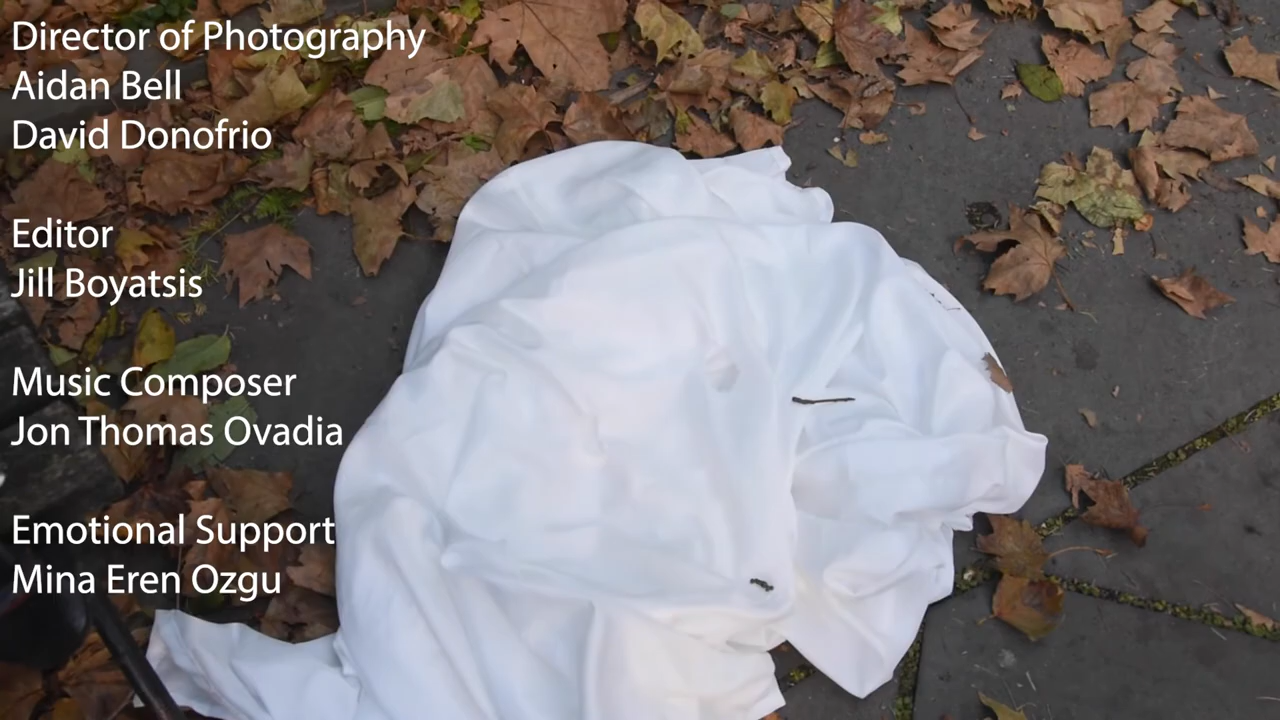 Director of Photography
Aidan Bell
David Donofrio
Editor
Jill Boyatsis
Music Composer
Jon Thomas Ovadia
Emotional Support
Mina Eren Ozgu